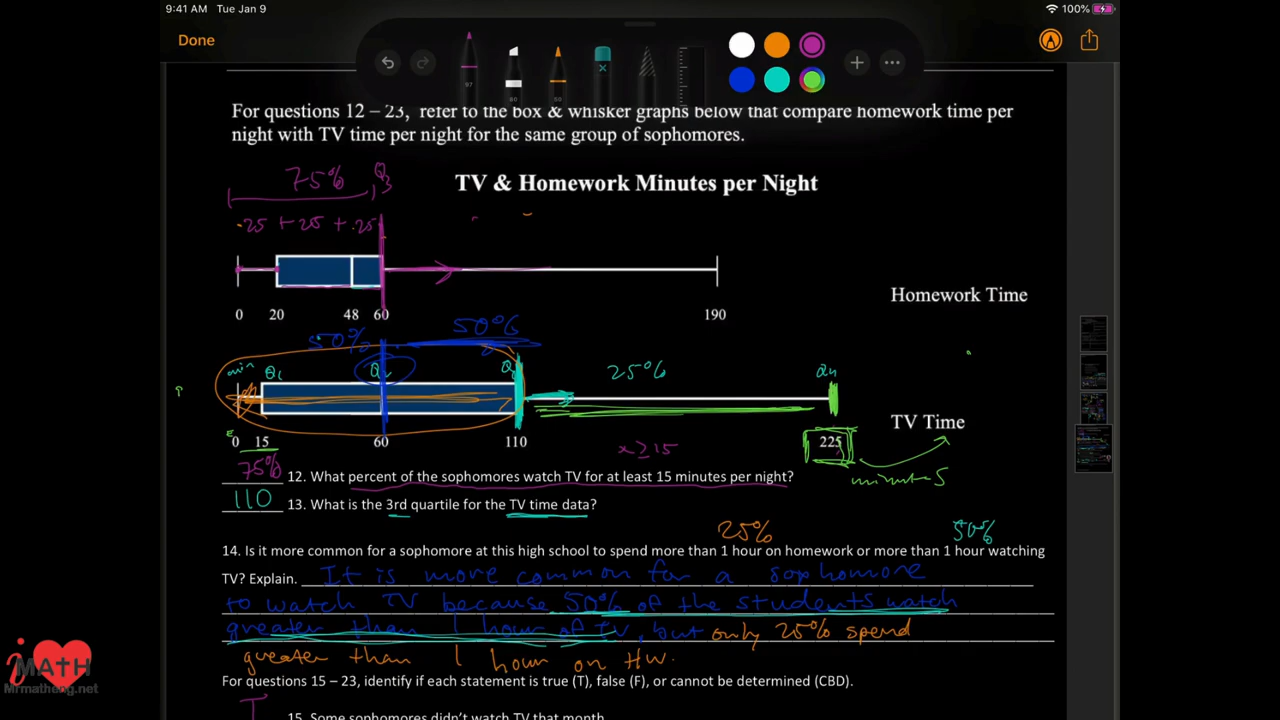 9:41 AM Tue Jan 9
100%
Done
97
80
50
For questions 12 – 23, refer to the box & whisker graphs below that compare homework time per
night with TV time per night for the same group of sophomores.
75% Q3
TV & Homework Minutes per Night
.25 + .25 + .25
Homework Time
0 20 48 60 190
50% 50%
min Q1 Q2 Q3 25% Q4
TV Time
0 15 60 110 225
x ≥ 15
minutes
75% 12. What percent of the sophomores watch TV for at least 15 minutes per night?
110 13. What is the 3rd quartile for the TV time data?
25% 50%
14. Is it more common for a sophomore at this high school to spend more than 1 hour on homework or more than 1 hour watching
TV? Explain. It is more common for a sophomore
to watch TV because 50% of the students watch
greater than 1 hour of TV, but only 25% spend
greater than 1 hour on HW.
For questions 15 – 23, identify if each statement is true (T), false (F), or cannot be determined (CBD).
T 15. Some sophomores didn't watch TV that month.
i MATH
Mrmatheng.net